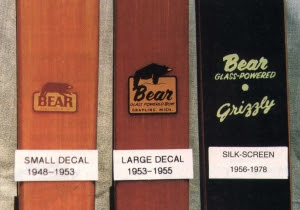 BEAR
SMALL DECAL
1948-1953
Bear
GLASS POWERED BOW
GRAYLING, MICH.
LARGE DECAL
1953-1955
Bear
GLASS-POWERED
Grizzly
SILK-SCREEN
1956-1978